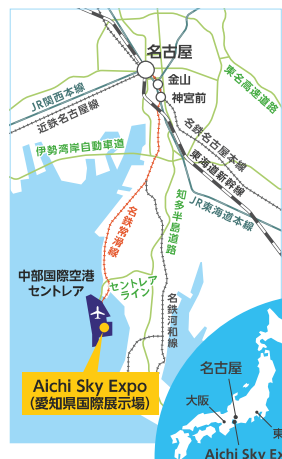 名古屋
金山
神宮前
東名高速道路
JR関西本線
近鉄名古屋線
名鉄名古屋本線
伊勢湾岸自動車道
東海道新幹線
JR東海道本線
名鉄常滑線
知多半島道路
中部国際空港
セントレア
セントレア
ライン
名鉄河和線
Aichi Sky Expo
(愛知県国際展示場)
名古屋
大阪
東
Aichi Sky Ex